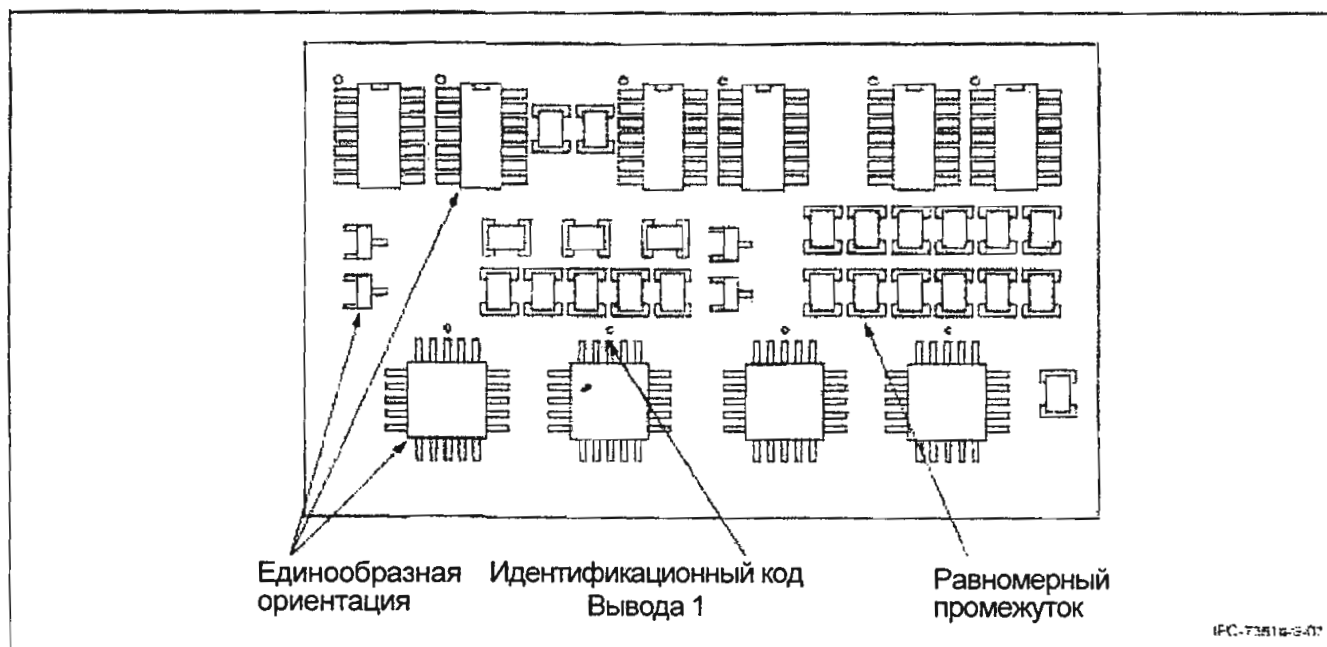 Единообразная
ориентация
Идентификационный код
Вывода 1
Равномерный
промежуток